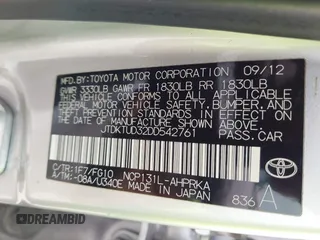 MFD. BY: TOYOTA MOTOR CORPORATION 09/12
GVWR 3330LB GAWR FR 1830LB RR 1830LB
THIS VEHICLE CONFORMS TO ALL APPLICABLE
FEDERAL MOTOR VEHICLE SAFETY, BUMPER, AND
THEFT PREVENTION STANDARDS IN EFFECT ON
THE DATE OF MANUFACTURE SHOWN ABOVE.
JTDKTUD32DD542761 PASS.CAR
C/TR:1F7/FG10 NCP131L-AHPRKA
A/TM:-08A/U340E MADE IN JAPAN
836 A
TOYOTA
DREAMBID